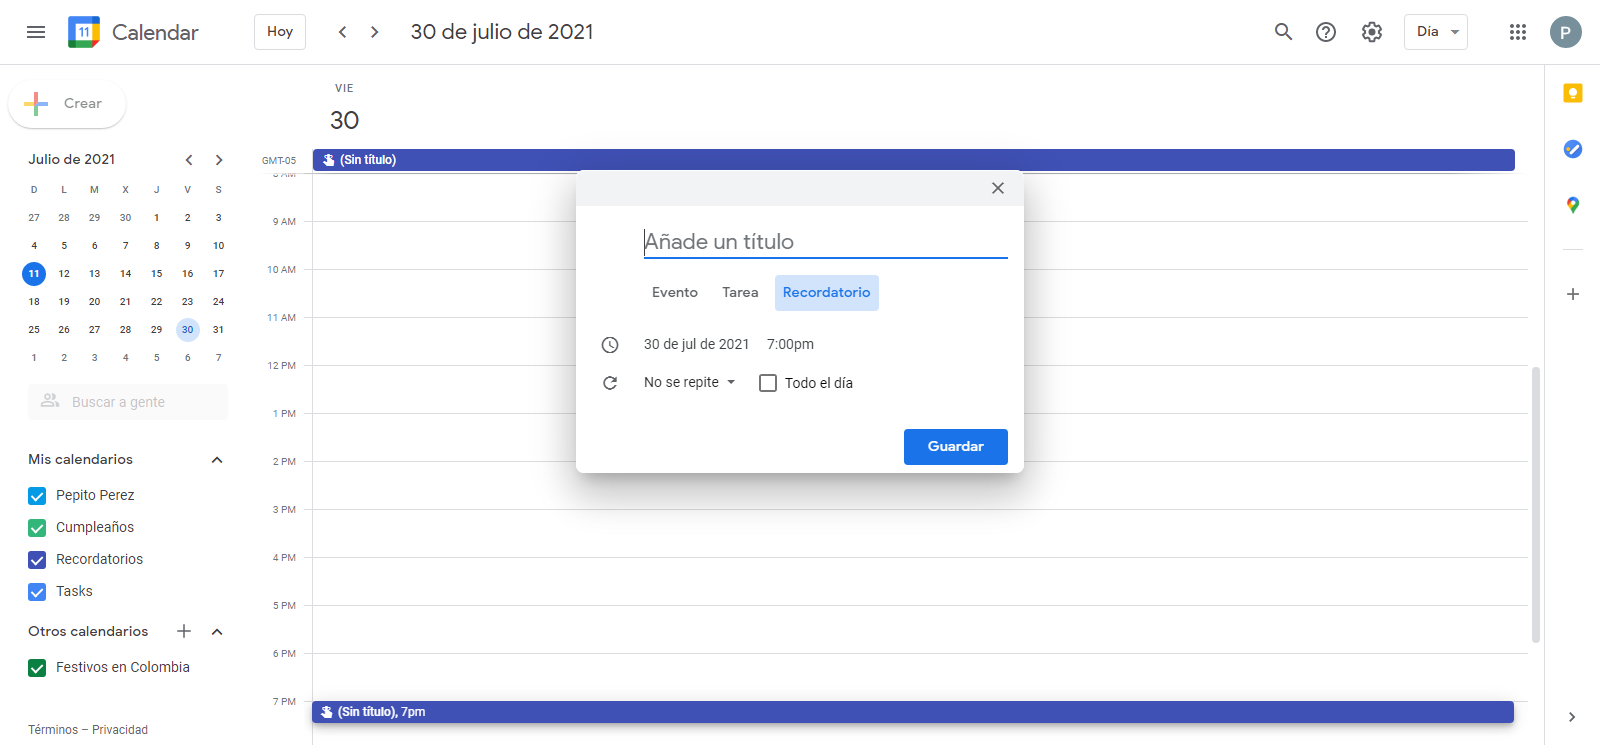 11 Calendar Hoy 30 de julio de 2021 Día P
Crear
Julio de 2021
D L M X J V S
27 28 29 30 1 2 3
4 5 6 7 8 9 10
11 12 13 14 15 16 17
18 19 20 21 22 23 24
25 26 27 28 29 30 31
1 2 3 4 5 6 7
Buscar a gente
Mis calendarios
Pepito Perez
Cumpleaños
Recordatorios
Tasks
Otros calendarios
Festivos en Colombia
Términos – Privacidad
VIE
30
GMT-05 (Sin título)
8 AM
9 AM
10 AM
11 AM
12 PM
1 PM
2 PM
3 PM
4 PM
5 PM
6 PM
7 PM
(Sin título), 7pm
Añade un título
Evento Tarea Recordatorio
30 de jul de 2021 7:00pm
No se repite Todo el día
Guardar